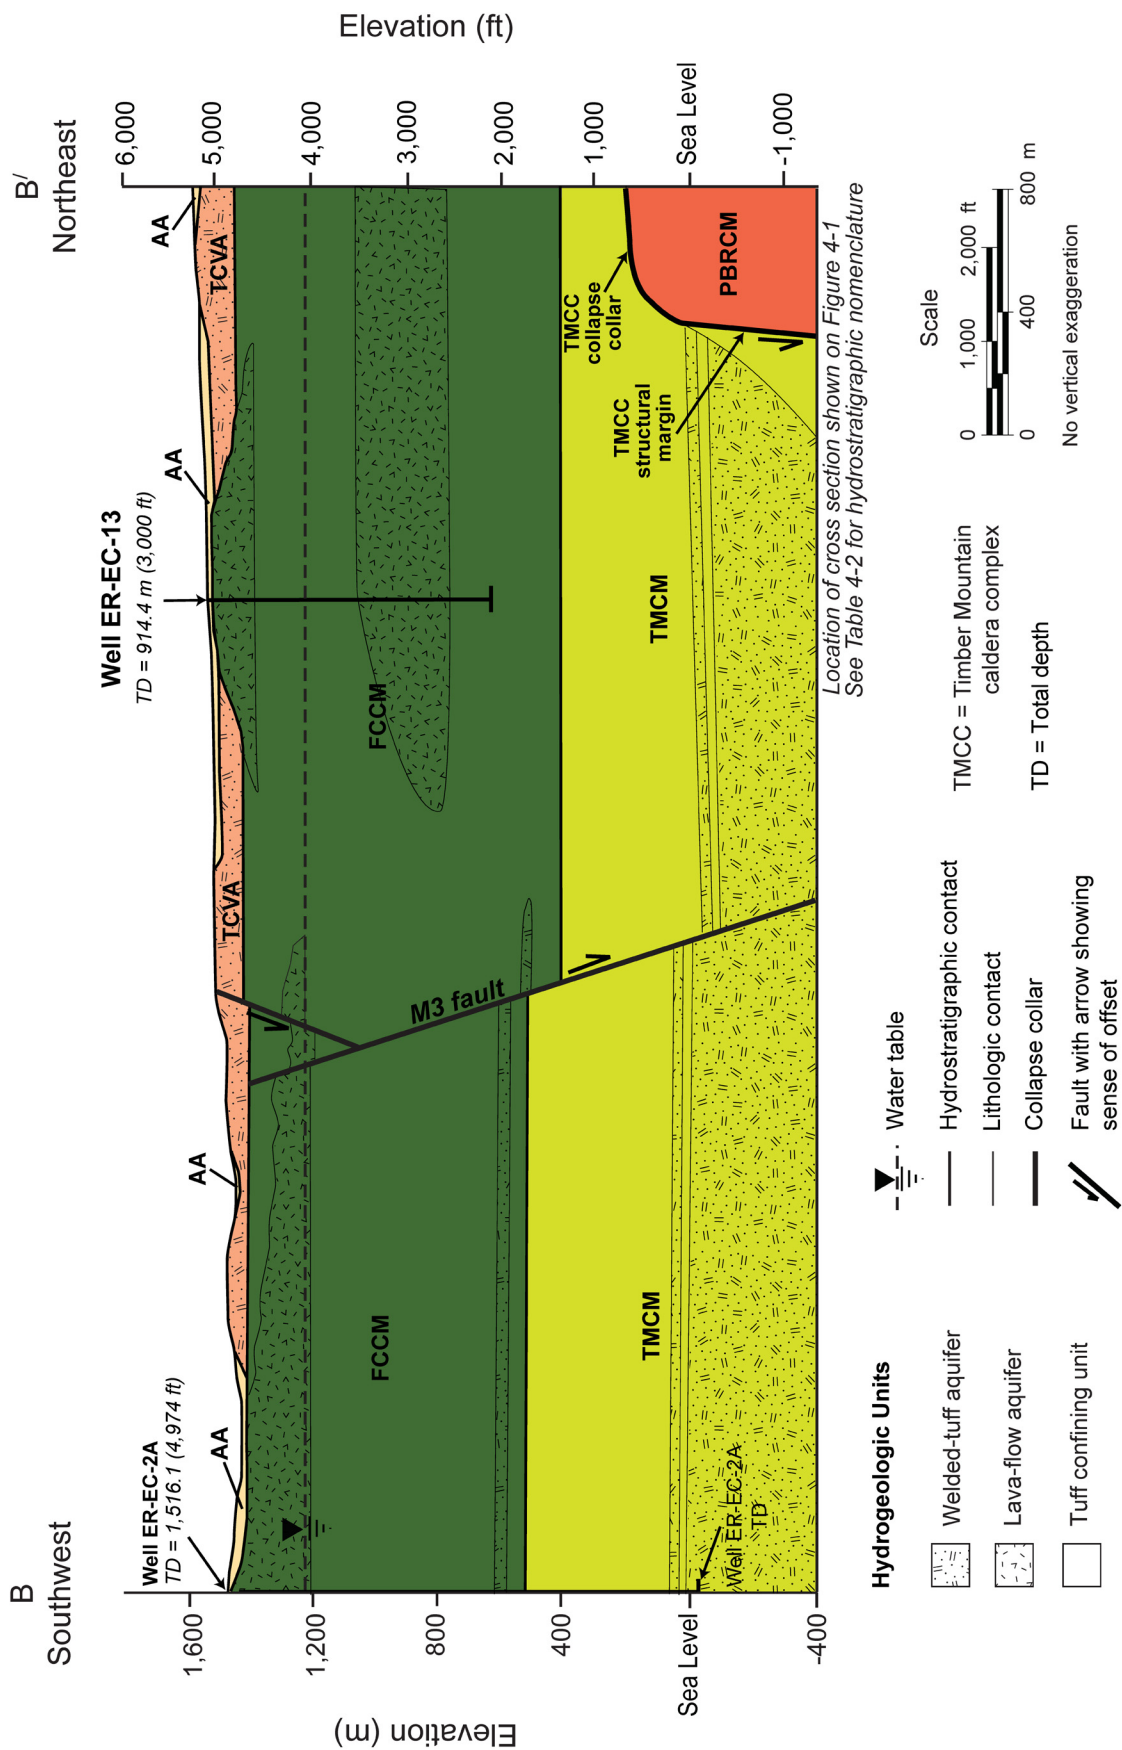 B
Southwest
B/
Northeast
Well ER-EC-2A
TD = 1,516.1 (4,974 ft)
Well ER-EC-13
TD = 914.4 m (3,000 ft)
AA
AA
AA
AA
TCVA
TCVA
Elevation (m)
1,600
1,200
800
400
Sea Level
-400
Elevation (ft)
6,000
5,000
4,000
3,000
2,000
1,000
Sea Level
-1,000
FCCM
FCCM
M3 fault
TMCM
TMCM
TMCC
collapse
collar
TMCC
structural
margin
PBRCM
Well ER-EC-2A
TD
Location of cross section shown on Figure 4-1
See Table 4-2 for hydrostratigraphic nomenclature
Hydrogeologic Units
Welded-tuff aquifer
Lava-flow aquifer
Tuff confining unit
Water table
Hydrostratigraphic contact
Lithologic contact
Collapse collar
Fault with arrow showing
sense of offset
TMCC = Timber Mountain
caldera complex
TD = Total depth
Scale
0 1,000 2,000 ft
0 400 800 m
No vertical exaggeration